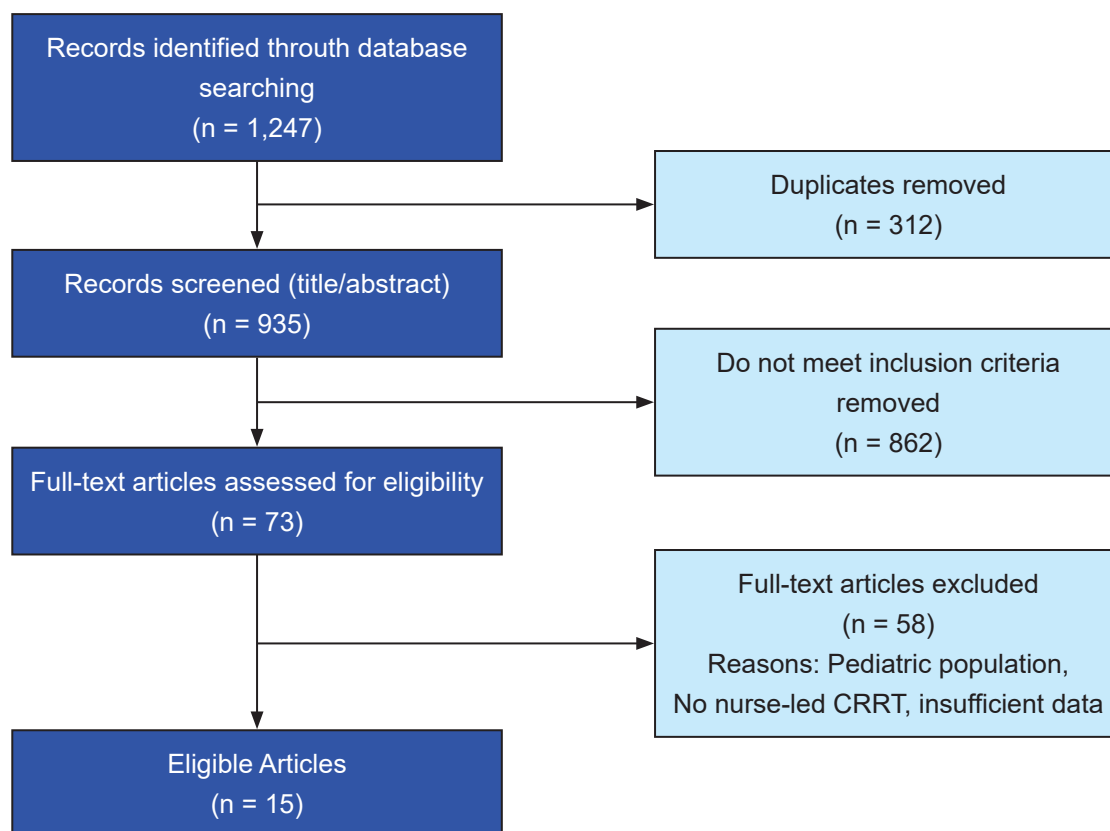 Records identified throuth database
searching
(n = 1,247)
Duplicates removed
(n = 312)
Records screened (title/abstract)
(n = 935)
Do not meet inclusion criteria
removed
(n = 862)
Full-text articles assessed for eligibility
(n = 73)
Full-text articles excluded
(n = 58)
Reasons: Pediatric population,
No nurse-led CRRT, insufficient data
Eligible Articles
(n = 15)